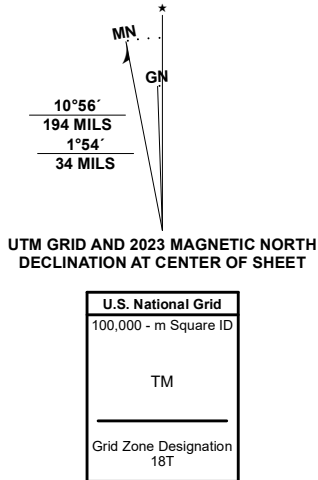 ★
MN
GN
10°56´
194 MILS
1°54´
34 MILS
UTM GRID AND 2023 MAGNETIC NORTH
DECLINATION AT CENTER OF SHEET
U.S. National Grid
100,000 - m Square ID
TM
Grid Zone Designation
18T